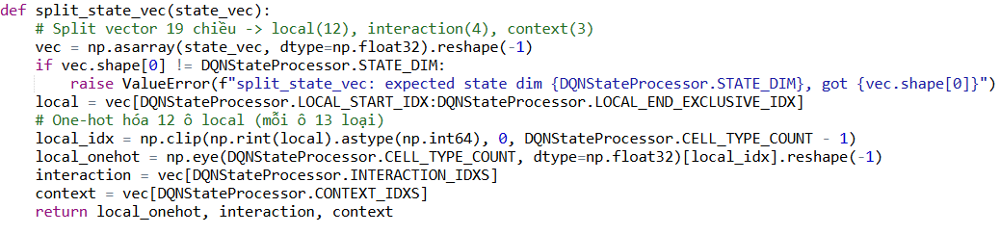 def split_state_vec(state_vec):
    # Split vector 19 chiều -> local(12), interaction(4), context(3)
    vec = np.asarray(state_vec, dtype=np.float32).reshape(-1)
    if vec.shape[0] != DQNStateProcessor.STATE_DIM:
        raise ValueError(f"split_state_vec: expected state dim {DQNStateProcessor.STATE_DIM}, got {vec.shape[0]}")
    local = vec[DQNStateProcessor.LOCAL_START_IDX:DQNStateProcessor.LOCAL_END_EXCLUSIVE_IDX]
    # One-hot hóa 12 ô local (mỗi ô 13 loại)
    local_idx = np.clip(np.rint(local).astype(np.int64), 0, DQNStateProcessor.CELL_TYPE_COUNT - 1)
    local_onehot = np.eye(DQNStateProcessor.CELL_TYPE_COUNT, dtype=np.float32)[local_idx].reshape(-1)
    interaction = vec[DQNStateProcessor.INTERACTION_IDXS]
    context = vec[DQNStateProcessor.CONTEXT_IDXS]
    return local_onehot, interaction, context